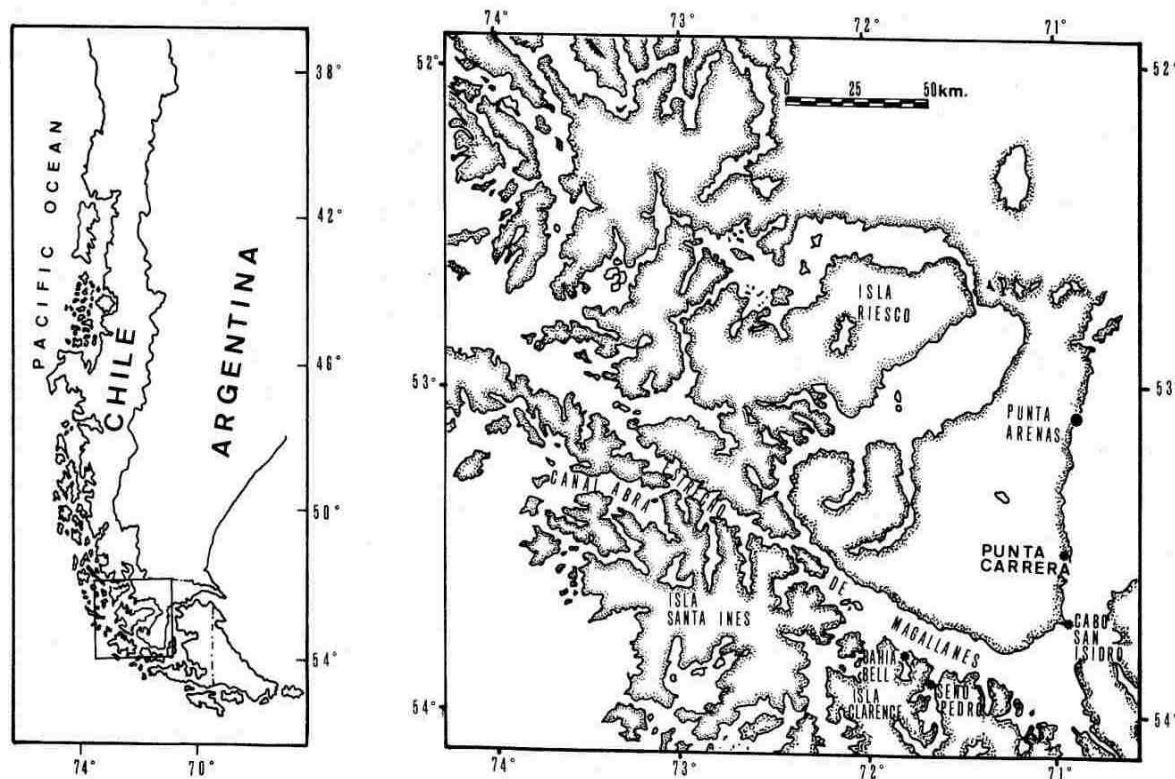 PACIFIC OCEAN
CHILE
ARGENTINA
38°
42°
46°
50°
54°
74°
70°
74°
73°
72°
71°
52°
52°
0 25 50km.
ISLA
RIESCO
53°
53°
PUNTA
ARENAS
CANAL ABRA
STRENO
DE
MAGALLANES
PUNTA
CARRERA
ISLA
SANTA INES
CABO
SAN
ISIDRO
BAHIA
BELL
SENO
PEDRO
ISLA
CLARENCE
54°
54°
74°
73°
72°
71°